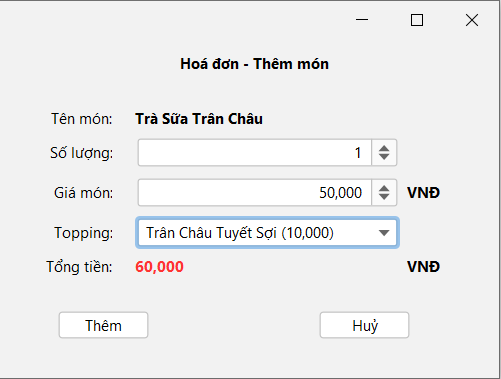 Hoá đơn - Thêm món
Tên món: Trà Sữa Trân Châu
Số lượng: 1
Giá món: 50,000 VNĐ
Topping: Trân Châu Tuyết Sợi (10,000)
Tổng tiền: 60,000 VNĐ
Thêm Huỷ